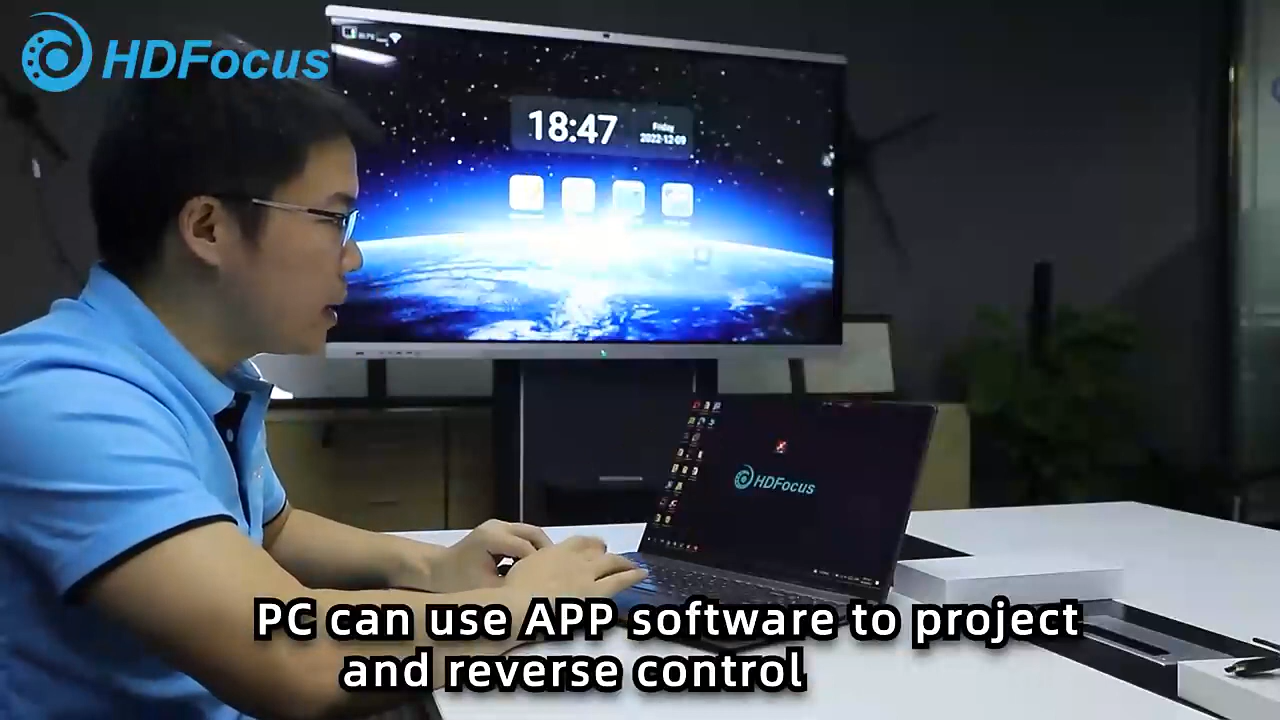 HDFocus
18:47
Friday
2022-12-09
HDFocus
PC can use APP software to project
and reverse control